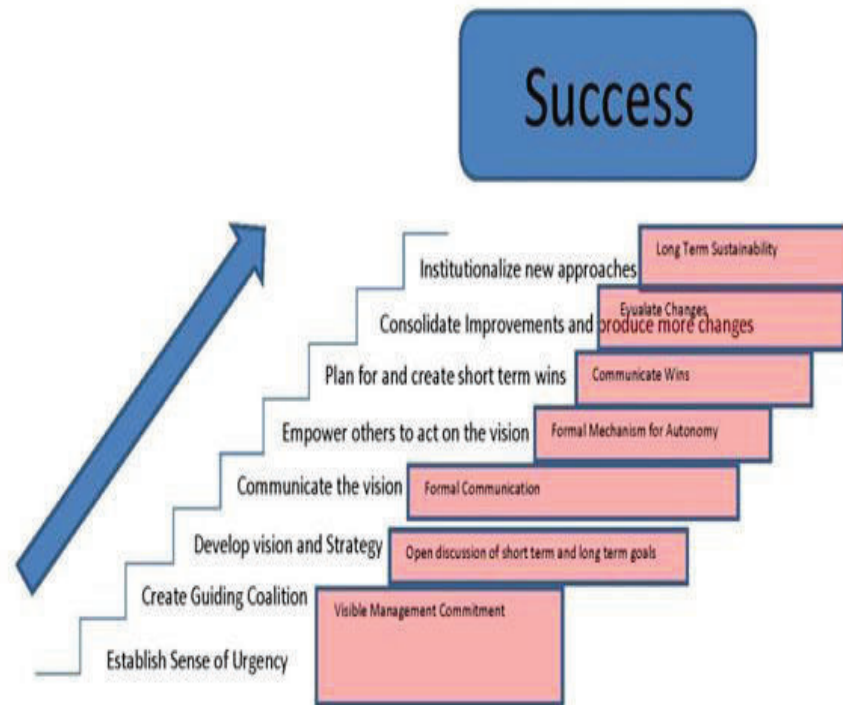 Success
Long Term Sustainability
Institutionalize new approaches
Eyualate Changes,
Consolidate Improvements and produce more changes
Plan for and create short term wins
Communicate Wins
Empower others to act on the vision
Formal Mechanism for Autonomy
Communicate the vision
Formal Communication
Develop vision and Strategy
Open discussion of short term and long term goals
Create Guiding Coalition
Visible Management Commitment
Establish Sense of Urgency